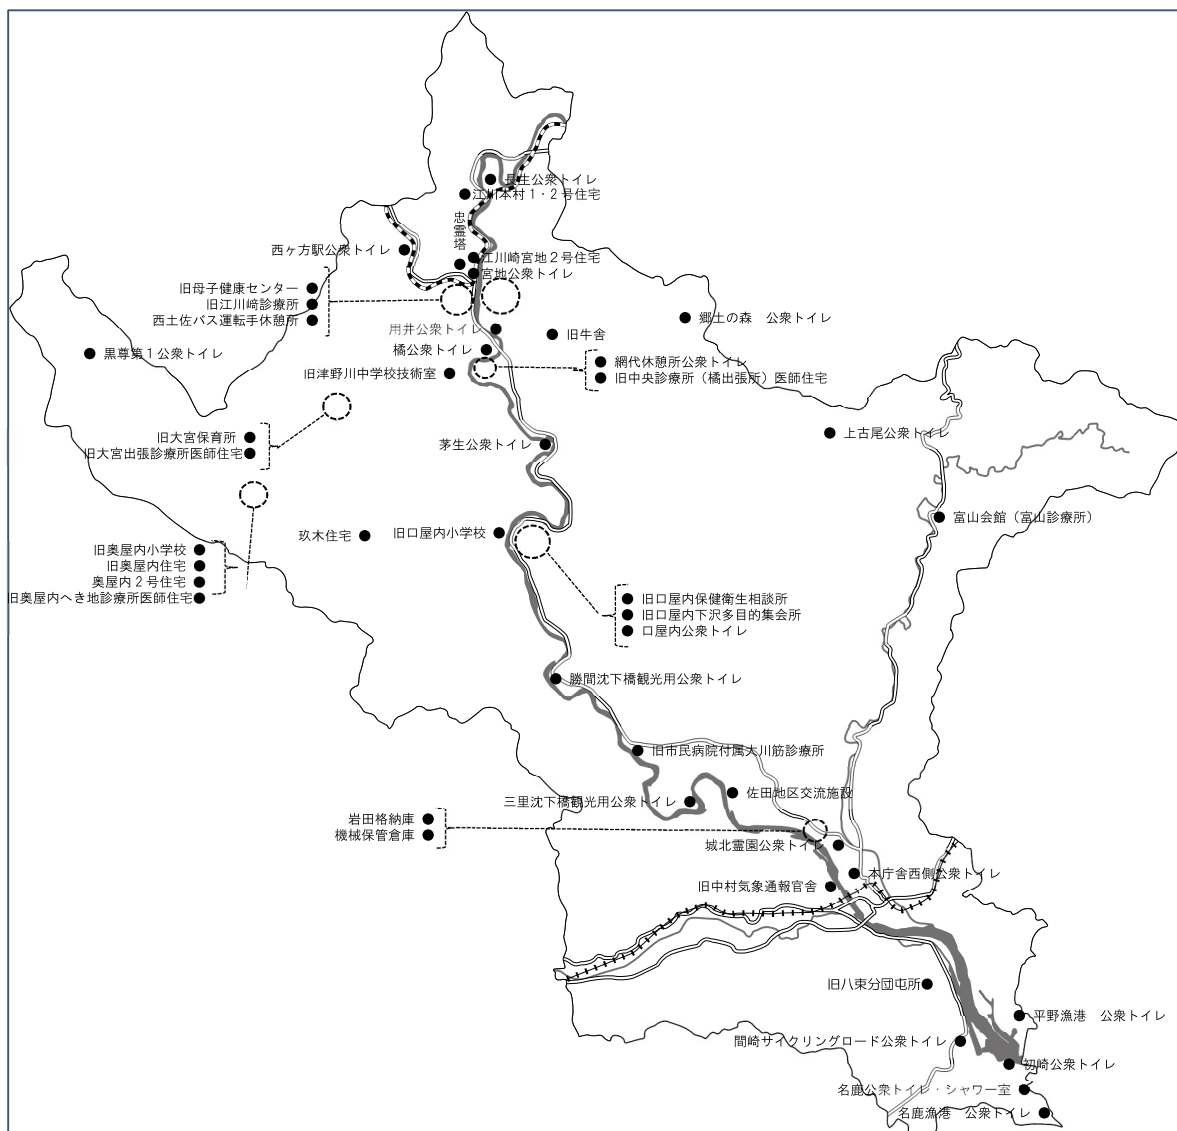 長生公衆トイレ
江川本村１・２号住宅
忠霊塔
西ヶ方駅公衆トイレ
江川崎宮地２号住宅
宮地公衆トイレ
旧母子健康センター
旧江川﨑診療所
西土佐バス運転手休憩所
郷土の森　公衆トイレ
用井公衆トイレ
旧牛舎
橘公衆トイレ
黒尊第１公衆トイレ
網代休憩所公衆トイレ
旧津野川中学校技術室
旧中央診療所（橘出張所）医師住宅
上古尾公衆トイレ
旧大宮保育所
茅生公衆トイレ
旧大宮出張診療所医師住宅
富山会館（富山診療所）
玖木住宅
旧口屋内小学校
旧奥屋内小学校
旧奥屋内住宅
奥屋内２号住宅
旧奥屋内へき地診療所医師住宅
旧口屋内保健衛生相談所
旧口屋内下沢多目的集会所
口屋内公衆トイレ
勝間沈下橋観光用公衆トイレ
旧市民病院付属大川筋診療所
佐田地区交流施設
三里沈下橋観光用公衆トイレ
岩田格納庫
機械保管倉庫
城北霊園公衆トイレ
本庁舎西側公衆トイレ
旧中村気象通報官舎
旧八束分団屯所
平野漁港　公衆トイレ
間崎サイクリングロード公衆トイレ
初崎公衆トイレ
名鹿公衆トイレ・シャワー室
名鹿漁港　公衆トイレ